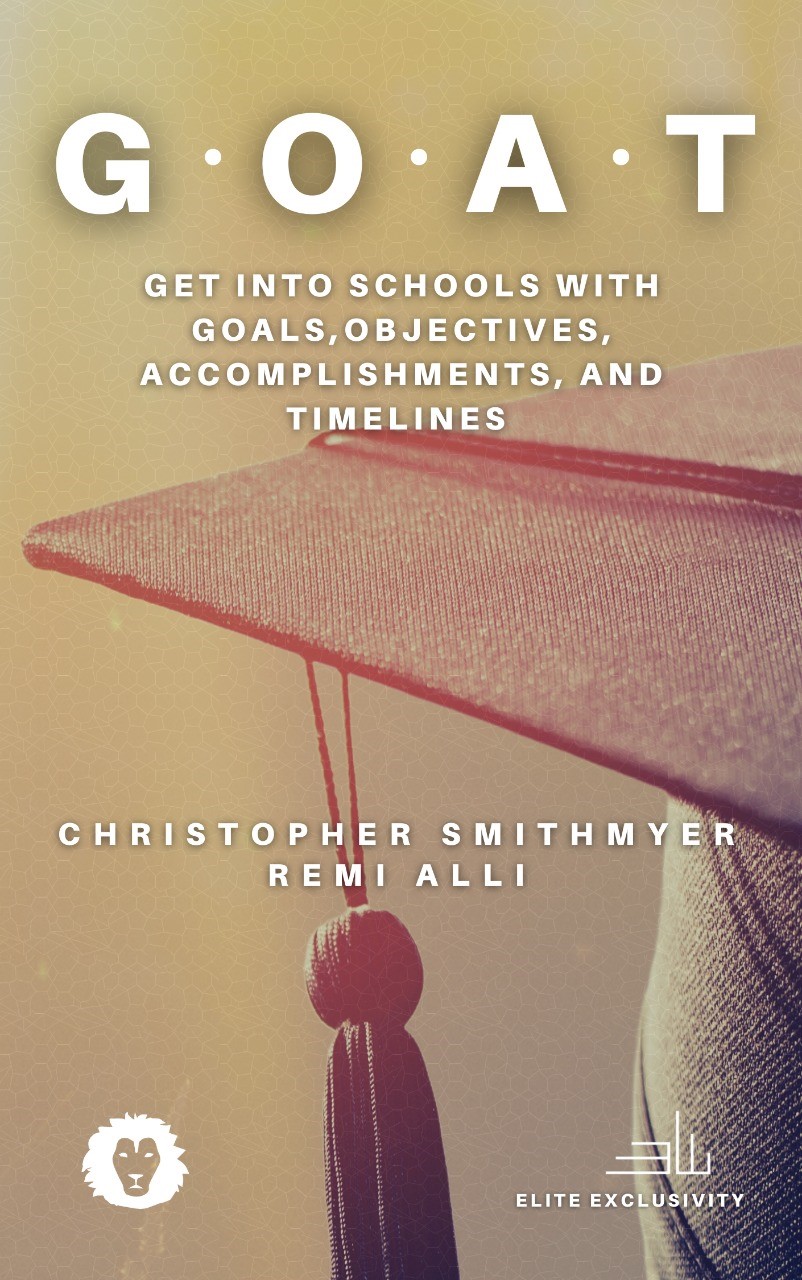 G·O·A·T
GET INTO SCHOOLS WITH
GOALS,OBJECTIVES,
ACCOMPLISHMENTS, AND
TIMELINES
CHRISTOPHER SMITHMYER
REMI ALLI
ELITE EXCLUSIVITY